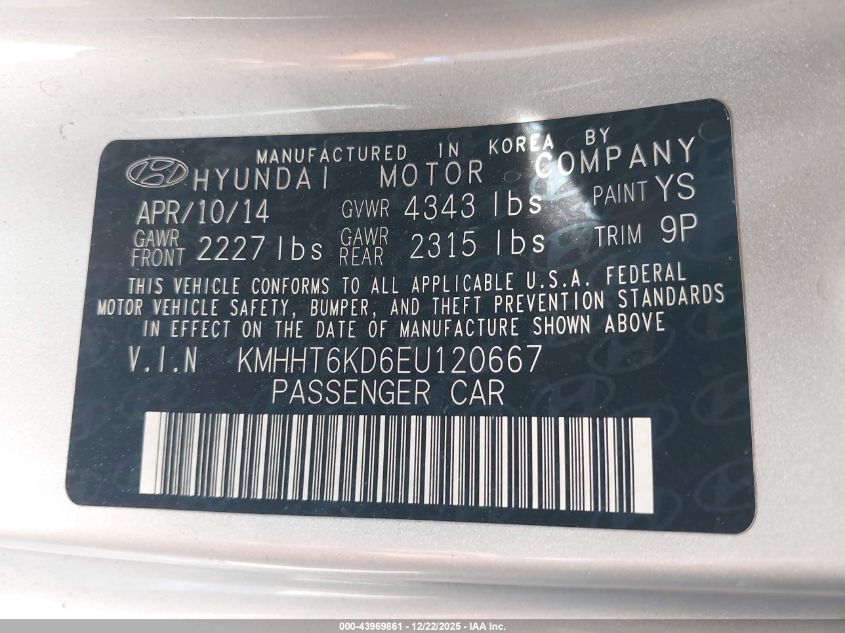 MANUFACTURED IN KOREA BY
HYUNDAI MOTOR COMPANY
APR/10/14 GVWR 4343 lbs PAINT YS
GAWR FRONT 2227 lbs GAWR REAR 2315 lbs TRIM 9P
THIS VEHICLE CONFORMS TO ALL APPLICABLE U.S.A. FEDERAL
MOTOR VEHICLE SAFETY, BUMPER, AND THEFT PREVENTION STANDARDS
IN EFFECT ON THE DATE OF MANUFACTURE SHOWN ABOVE
V.I.N KMHHT6KD6EU120667
PASSENGER CAR
000-43969861 - 12/22/2025 - IAA Inc.